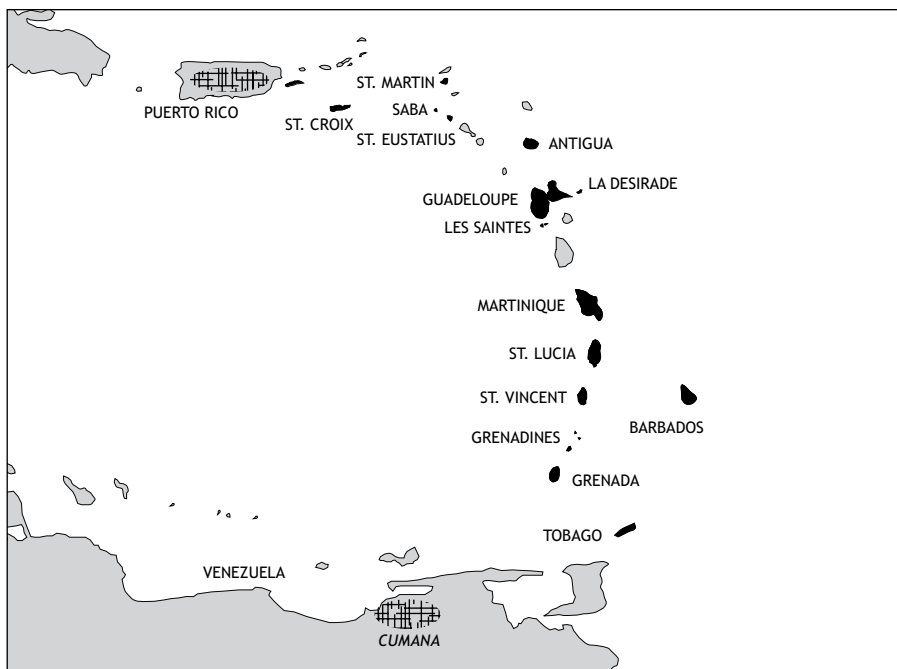 ST. MARTIN
PUERTO RICO
SABA
ST. CROIX
ST. EUSTATIUS
ANTIGUA
LA DESIRADE
GUADELOUPE
LES SAINTES
MARTINIQUE
ST. LUCIA
ST. VINCENT
BARBADOS
GRENADINES
GRENADA
TOBAGO
VENEZUELA
CUMANA